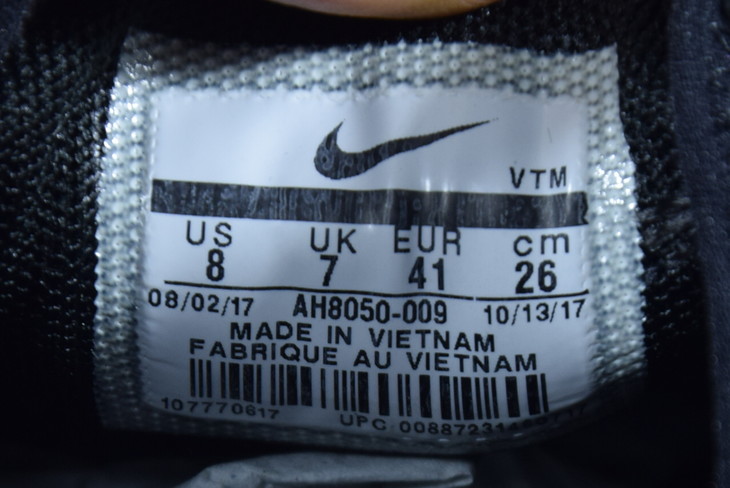 VTM
US UK EUR cm
8 7 41 26
08/02/17 AH8050-009 10/13/17
MADE IN VIETNAM
FABRIQUE AU VIETNAM
107770617 UPC